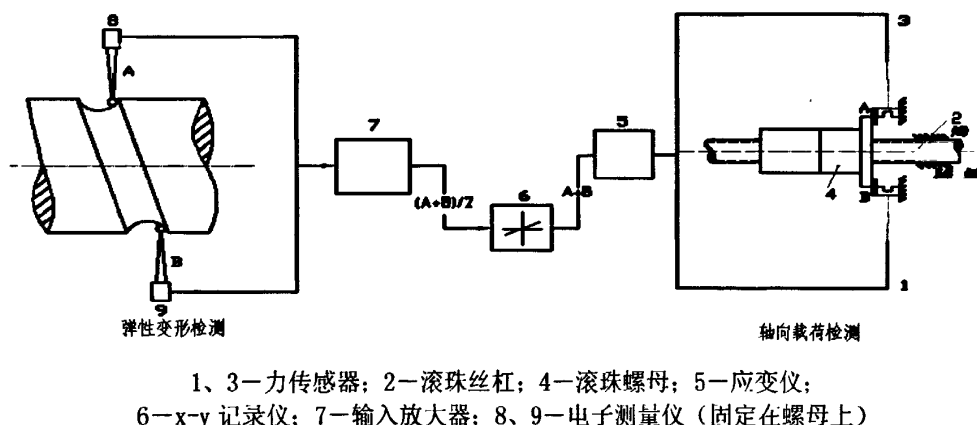 8
3
A
7
5
A
2
(A+B)/2
6
A+B
4
B
B
1
9
弹性变形检测
轴向载荷检测
1、3—力传感器；2—滚珠丝杠；4—滚珠螺母；5—应变仪；
6—x-y 记录仪；7—输入放大器；8、9—电子测量仪（固定在螺母上）